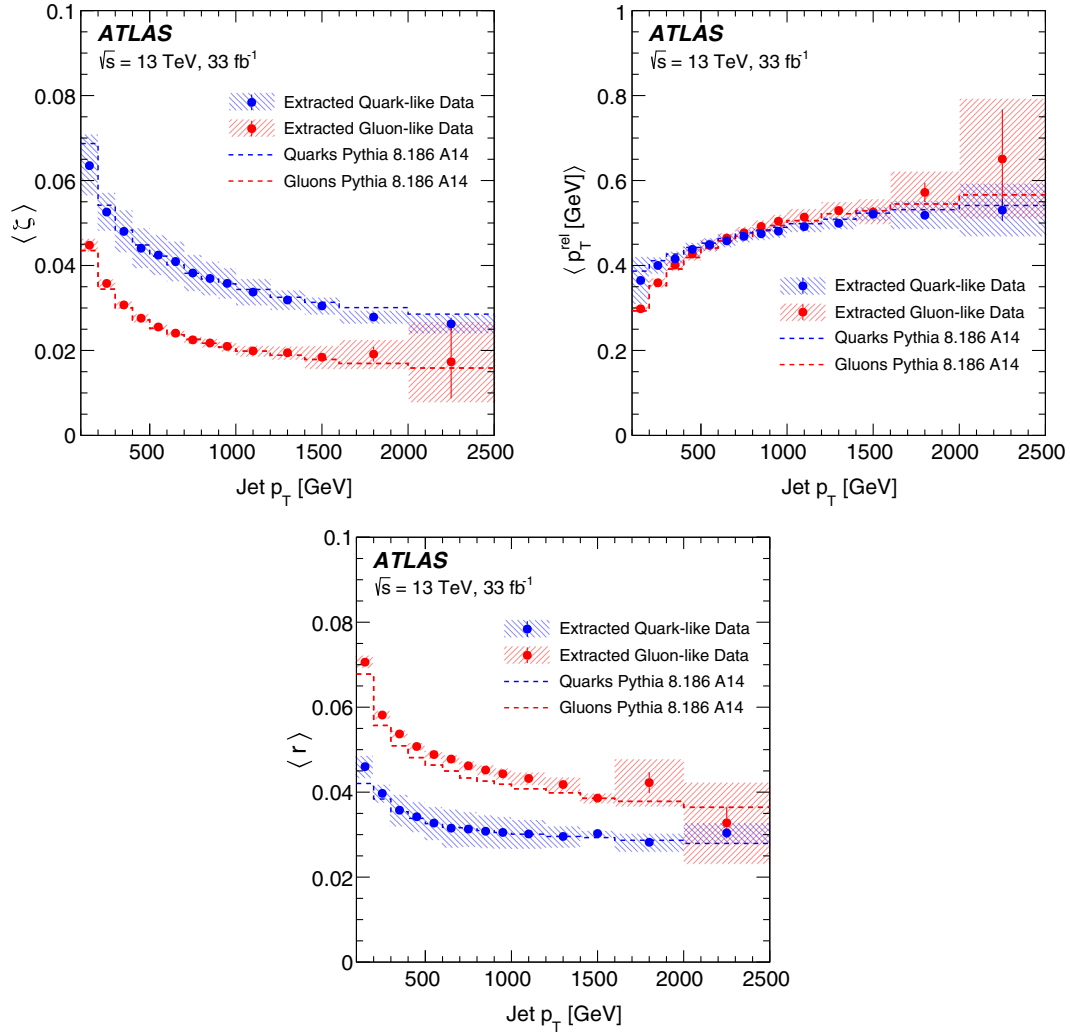 ATLAS
√s = 13 TeV, 33 fb⁻¹
Extracted Quark-like Data
Extracted Gluon-like Data
Quarks Pythia 8.186 A14
Gluons Pythia 8.186 A14
⟨ ζ ⟩
0.1
0.08
0.06
0.04
0.02
0
500 1000 1500 2000 2500
Jet p_T [GeV]
ATLAS
√s = 13 TeV, 33 fb⁻¹
Extracted Quark-like Data
Extracted Gluon-like Data
Quarks Pythia 8.186 A14
Gluons Pythia 8.186 A14
⟨ p_T^rel [GeV] ⟩
1
0.8
0.6
0.4
0.2
0
500 1000 1500 2000 2500
Jet p_T [GeV]
ATLAS
√s = 13 TeV, 33 fb⁻¹
Extracted Quark-like Data
Extracted Gluon-like Data
Quarks Pythia 8.186 A14
Gluons Pythia 8.186 A14
⟨ r ⟩
0.1
0.08
0.06
0.04
0.02
0
500 1000 1500 2000 2500
Jet p_T [GeV]